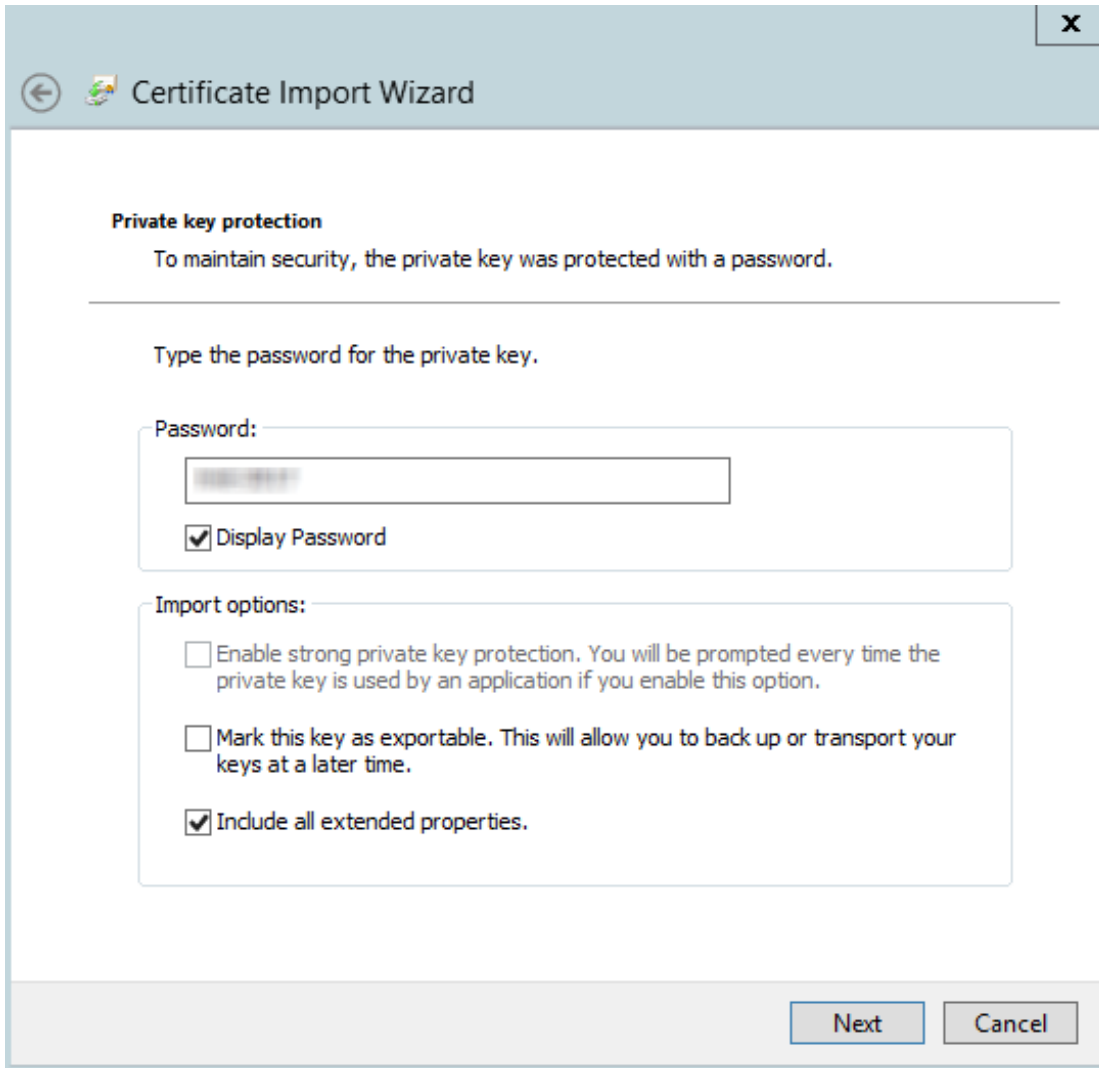 X
Certificate Import Wizard
Private key protection
To maintain security, the private key was protected with a password.
Type the password for the private key.
Password:
Display Password
Import options:
Enable strong private key protection. You will be prompted every time the
private key is used by an application if you enable this option.
Mark this key as exportable. This will allow you to back up or transport your
keys at a later time.
Include all extended properties.
Next
Cancel